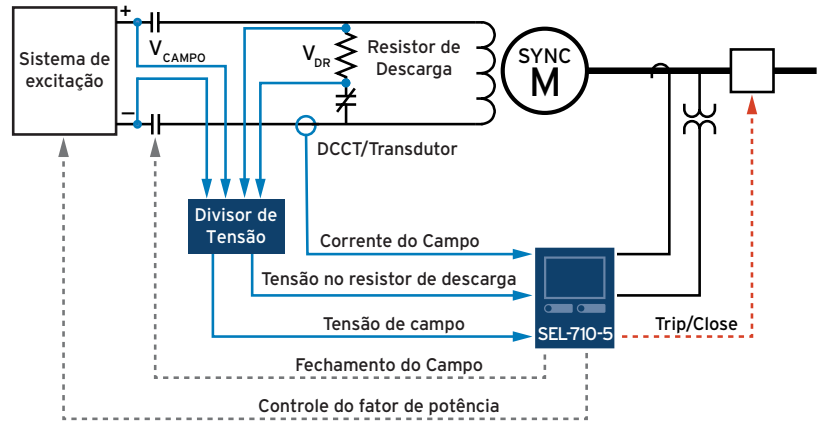 Sistema de
excitação
+
−
V CAMPO
V DR
Resistor de
Descarga
SYNC
M
DCCT/Transdutor
Divisor de
Tensão
Corrente do Campo
Tensão no resistor de descarga
Tensão de campo
SEL-710-5
Trip/Close
Fechamento do Campo
Controle do fator de potência